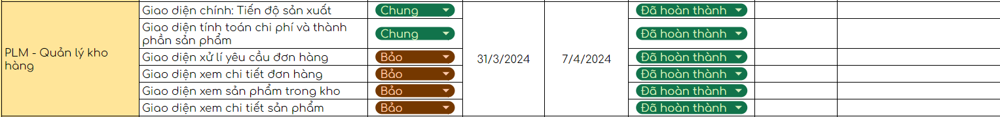 PLM - Quản lý kho
hàng
Giao diện chính: Tiến độ sản xuất
Chung
31/3/2024
7/4/2024
Đã hoàn thành
Giao diện tính toán chi phí và thành
phần sản phẩm
Chung
Đã hoàn thành
Giao diện xử lí yêu cầu đơn hàng
Bảo
Đã hoàn thành
Giao diện xem chi tiết đơn hàng
Bảo
Đã hoàn thành
Giao diện xem sản phẩm trong kho
Bảo
Đã hoàn thành
Giao diện xem chi tiết sản phẩm
Bảo
Đã hoàn thành